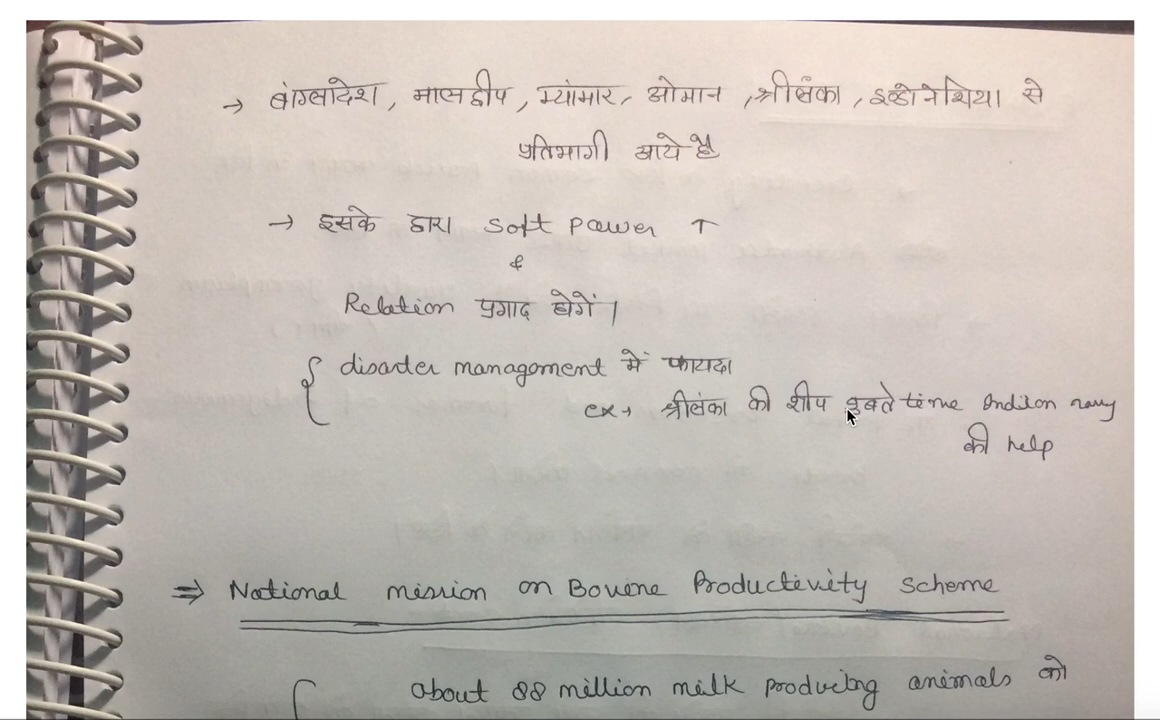 → बांग्लादेश, मालद्वीप, म्यांमार, ओमान, श्रीलंका, इण्डोनेशिया से
प्रतिभागी आये है
→ इसके द्वारा soft power ↑
&
Relation प्रगाढ़ होगें।
disaster management में फायदा
ex → श्रीलंका की शीप डुबते time Indian navy
की help
⇒ National mission on Bovine Productivity scheme
about 88 million milk producing animals को